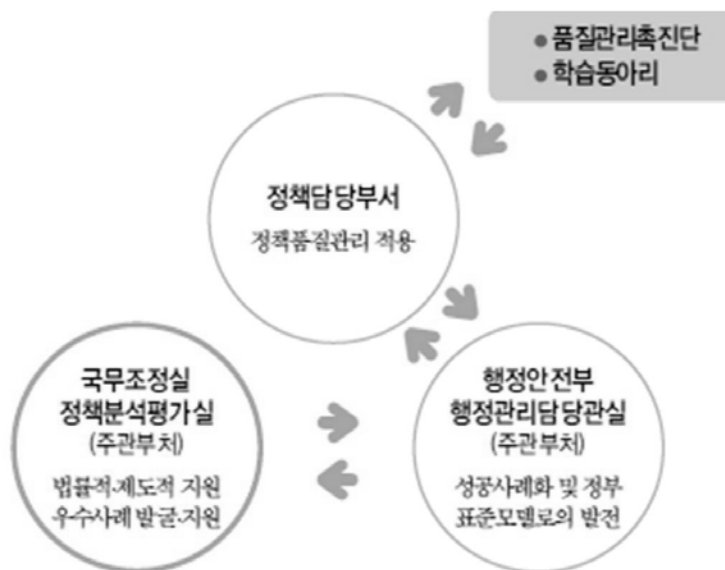 ● 품질관리촉진단
● 학습동아리
정책담당부서
정책품질관리 적용
국무조정실
정책분석평가실
(주관부처)
법률적·제도적 지원
우수사례 발굴·지원
행정안전부
행정관리담당관실
(주관부처)
성공사례화 및 정부
표준모델로의 발전